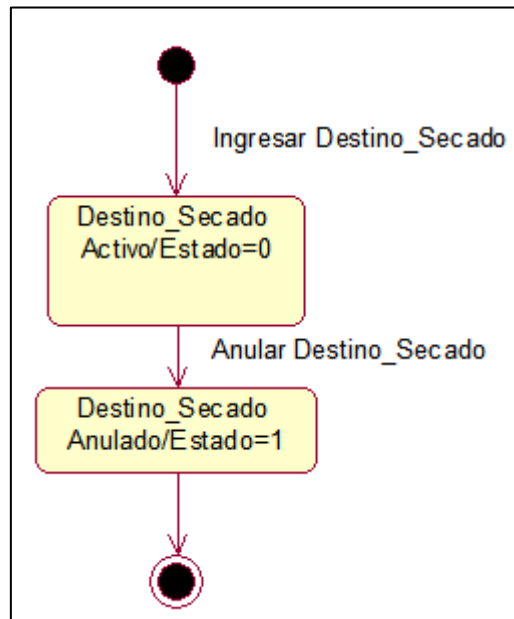 Ingresar Destino_Secado
Destino_Secado
Activo/Estado=0
Anular Destino_Secado
Destino_Secado
Anulado/Estado=1